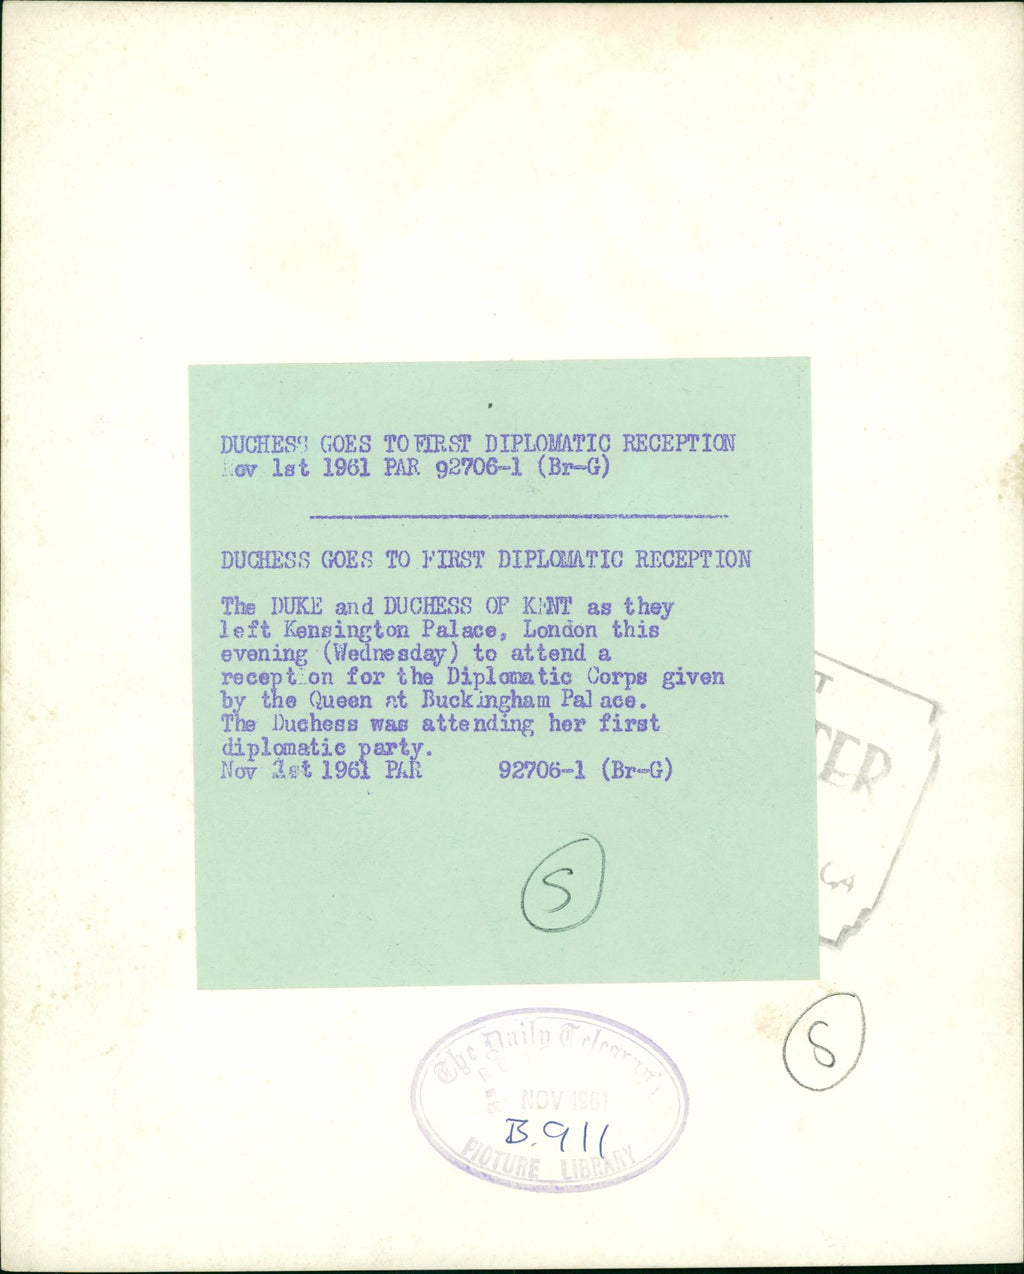 DUCHESS GOES TO FIRST DIPLOMATIC RECEPTION
Nov 1st 1961 PAR 92706-1 (Br-G)
DUCHESS GOES TO FIRST DIPLOMATIC RECEPTION
The DUKE and DUCHESS OF KENT as they
left Kensington Palace, London this
evening (Wednesday) to attend a
reception for the Diplomatic Corps given
by the Queen at Buckingham Palace.
The Duchess was attending her first
diplomatic party.
Nov 1st 1961 PAR 92706-1 (Br-G)
T
TER
S
8
The Daily Telegraph
NOV 1961
B.911
PICTURE LIBRARY